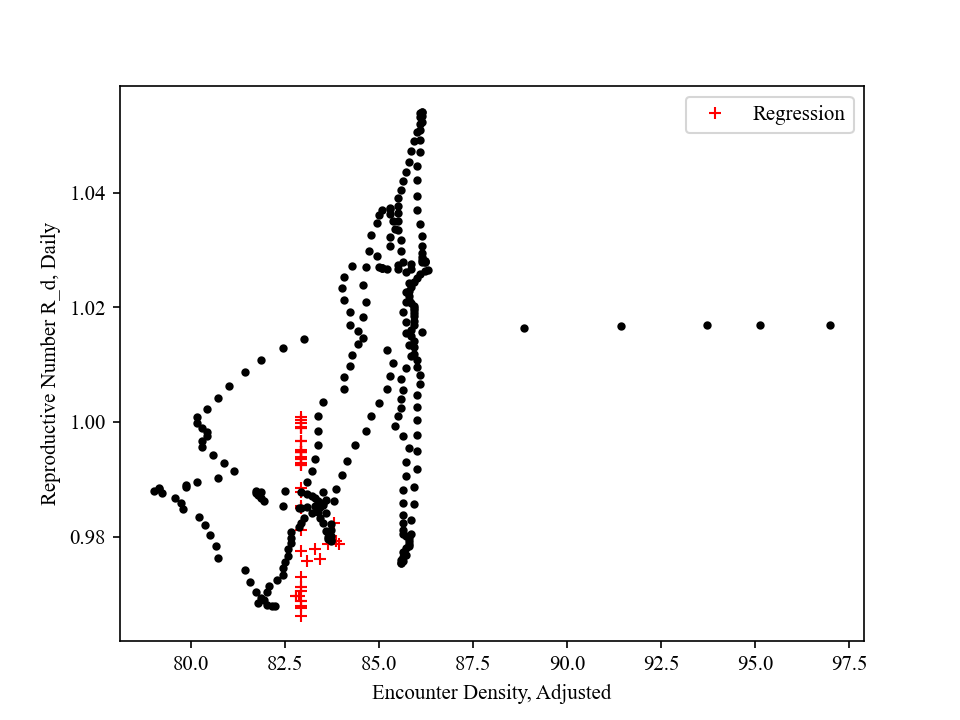 Regression
1.04
1.02
1.00
0.98
Reproductive Number R_d, Daily
80.0 82.5 85.0 87.5 90.0 92.5 95.0 97.5
Encounter Density, Adjusted